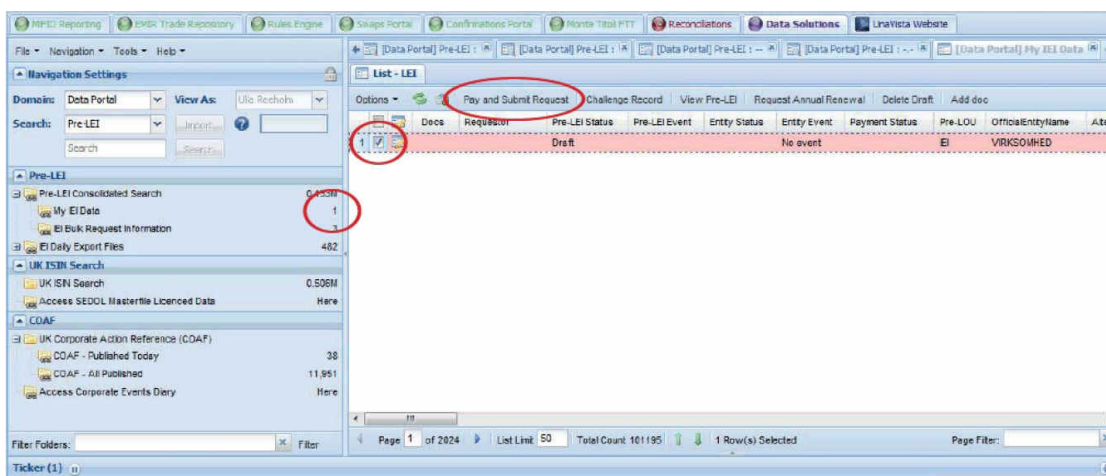 MiFID Reporting EMIR Trade Repository Rules Engine Swaps Portal Confirmations Portal Monte Titoli PTT Reconciliations Data Solutions UnaVista Website
File Navigation Tools Help
[Data Portal] Pre-LEI : [Data Portal] Pre-LEI : [Data Portal] Pre-LEI : -- [Data Portal] Pre-LEI : -.- [Data Portal] My IEI Data
Navigation Settings
List - LEI
Domain: Data Portal View As:
Options Pay and Submit Request Challenge Record View Pre-LEI Request Annual Renewal Delete Draft Add doc
Search: Pre-LEI Import...
Docs Requestor Pre-LEI Status Pre-LEI Event Entity Status Entity Event Payment Status Pre-LOU OfficialEntityName
Search Search...
1 Draft No event EI VIRKSOMHED
Pre-LEI
Pre-LEI Consolidated Search 0.133M
My EI Data 1
EI Bulk Request Information 3
EI Daily Export Files 482
UK ISIN Search
UK ISIN Search 0.506M
Access SEDOL Masterfile Licenced Data Here
COAF
UK Corporate Action Reference (COAF)
COAF - Published Today 38
COAF - All Published 11,951
Access Corporate Events Diary Here
Filter Folders: Filter
Page 1 of 2024 List Limit 50 Total Count 101195 1 Row(s) Selected Page Filter:
Ticker (1)